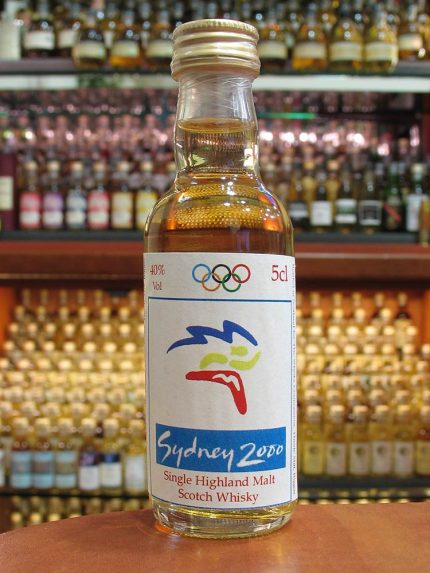 40% Vol
5cl
Sydney 2000
Single Highland Malt
Scotch Whisky